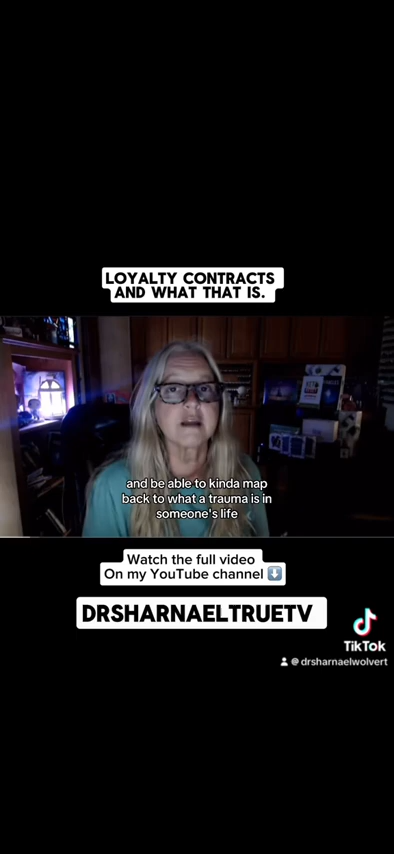 LOYALTY CONTRACTS
AND WHAT THAT IS.
and be able to kinda map
back to what a trauma is in
someone's life
Watch the full video
On my YouTube channel ⬇️
DRSHARNAELTRUETV
TikTok
@drsharnaelwolvert